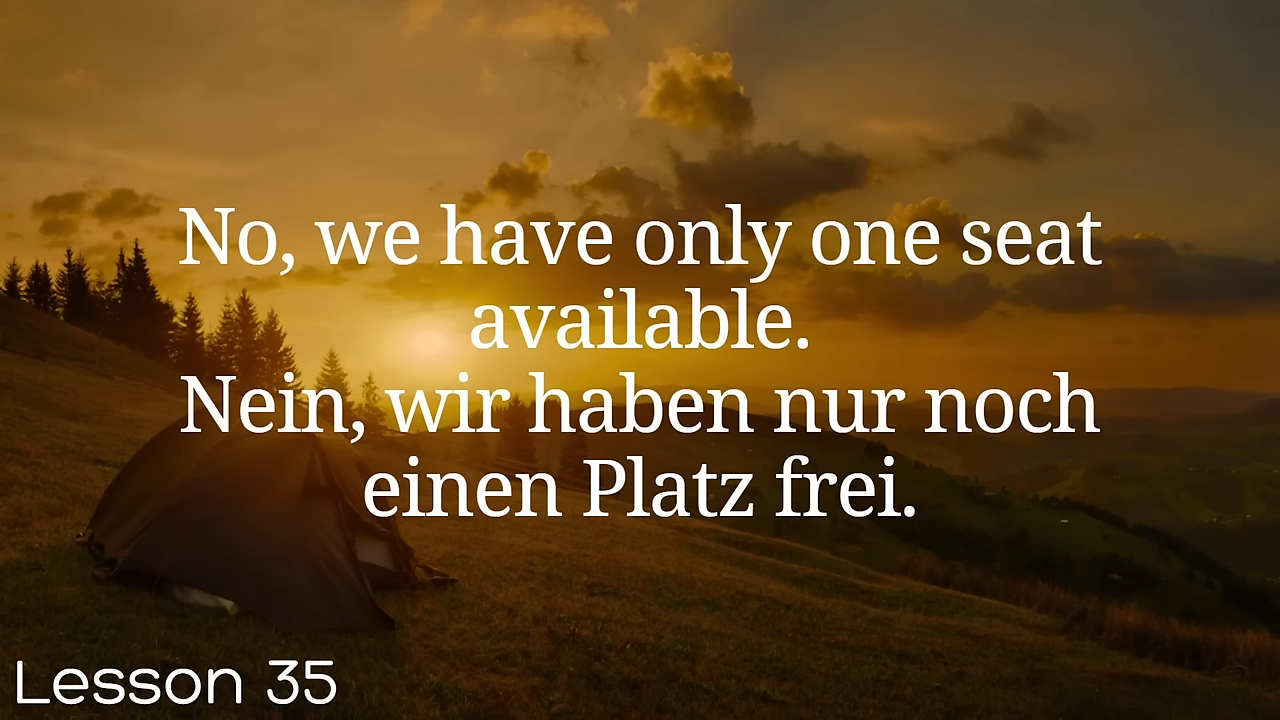 No, we have only one seat
available.
Nein, wir haben nur noch
einen Platz frei.
Lesson 35